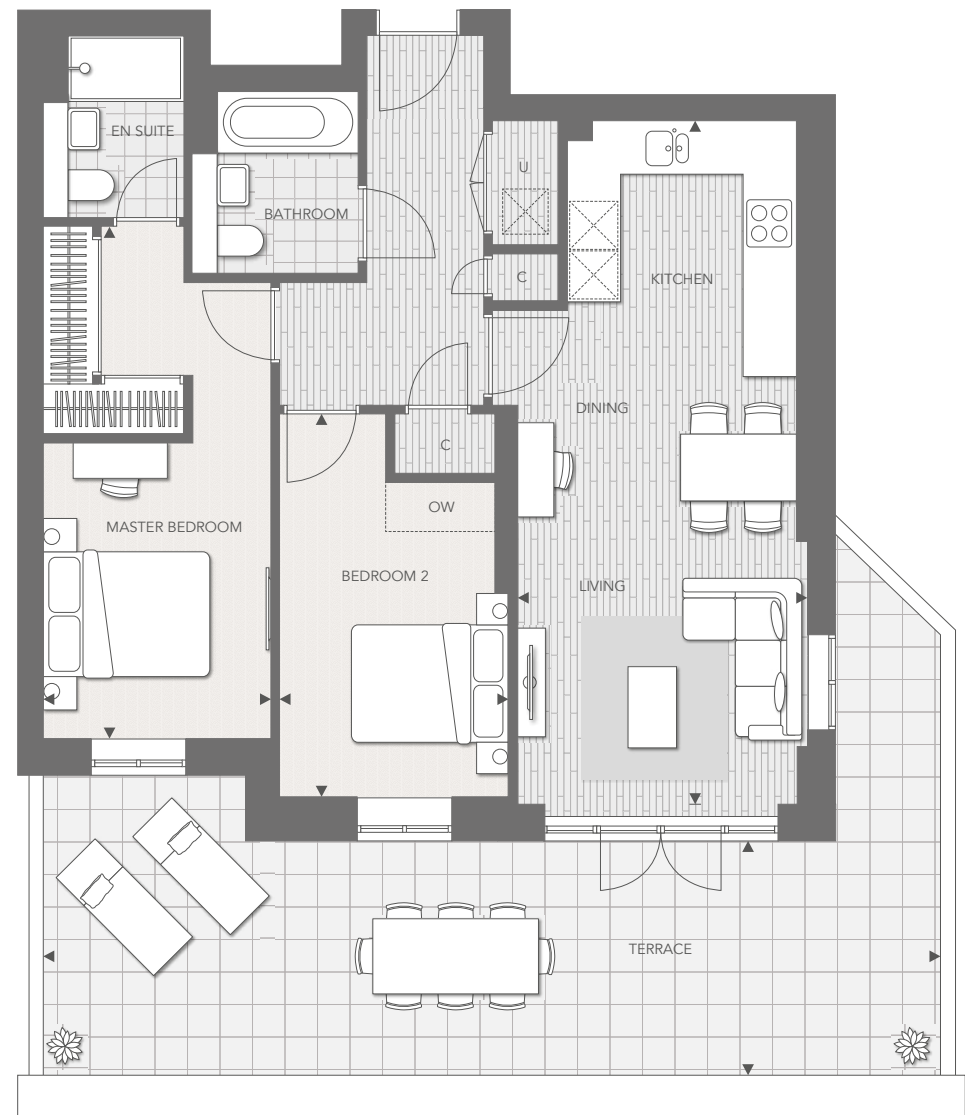 EN SUITE
U
BATHROOM
C
KITCHEN
DINING
C
OW
MASTER BEDROOM
BEDROOM 2
LIVING
TERRACE